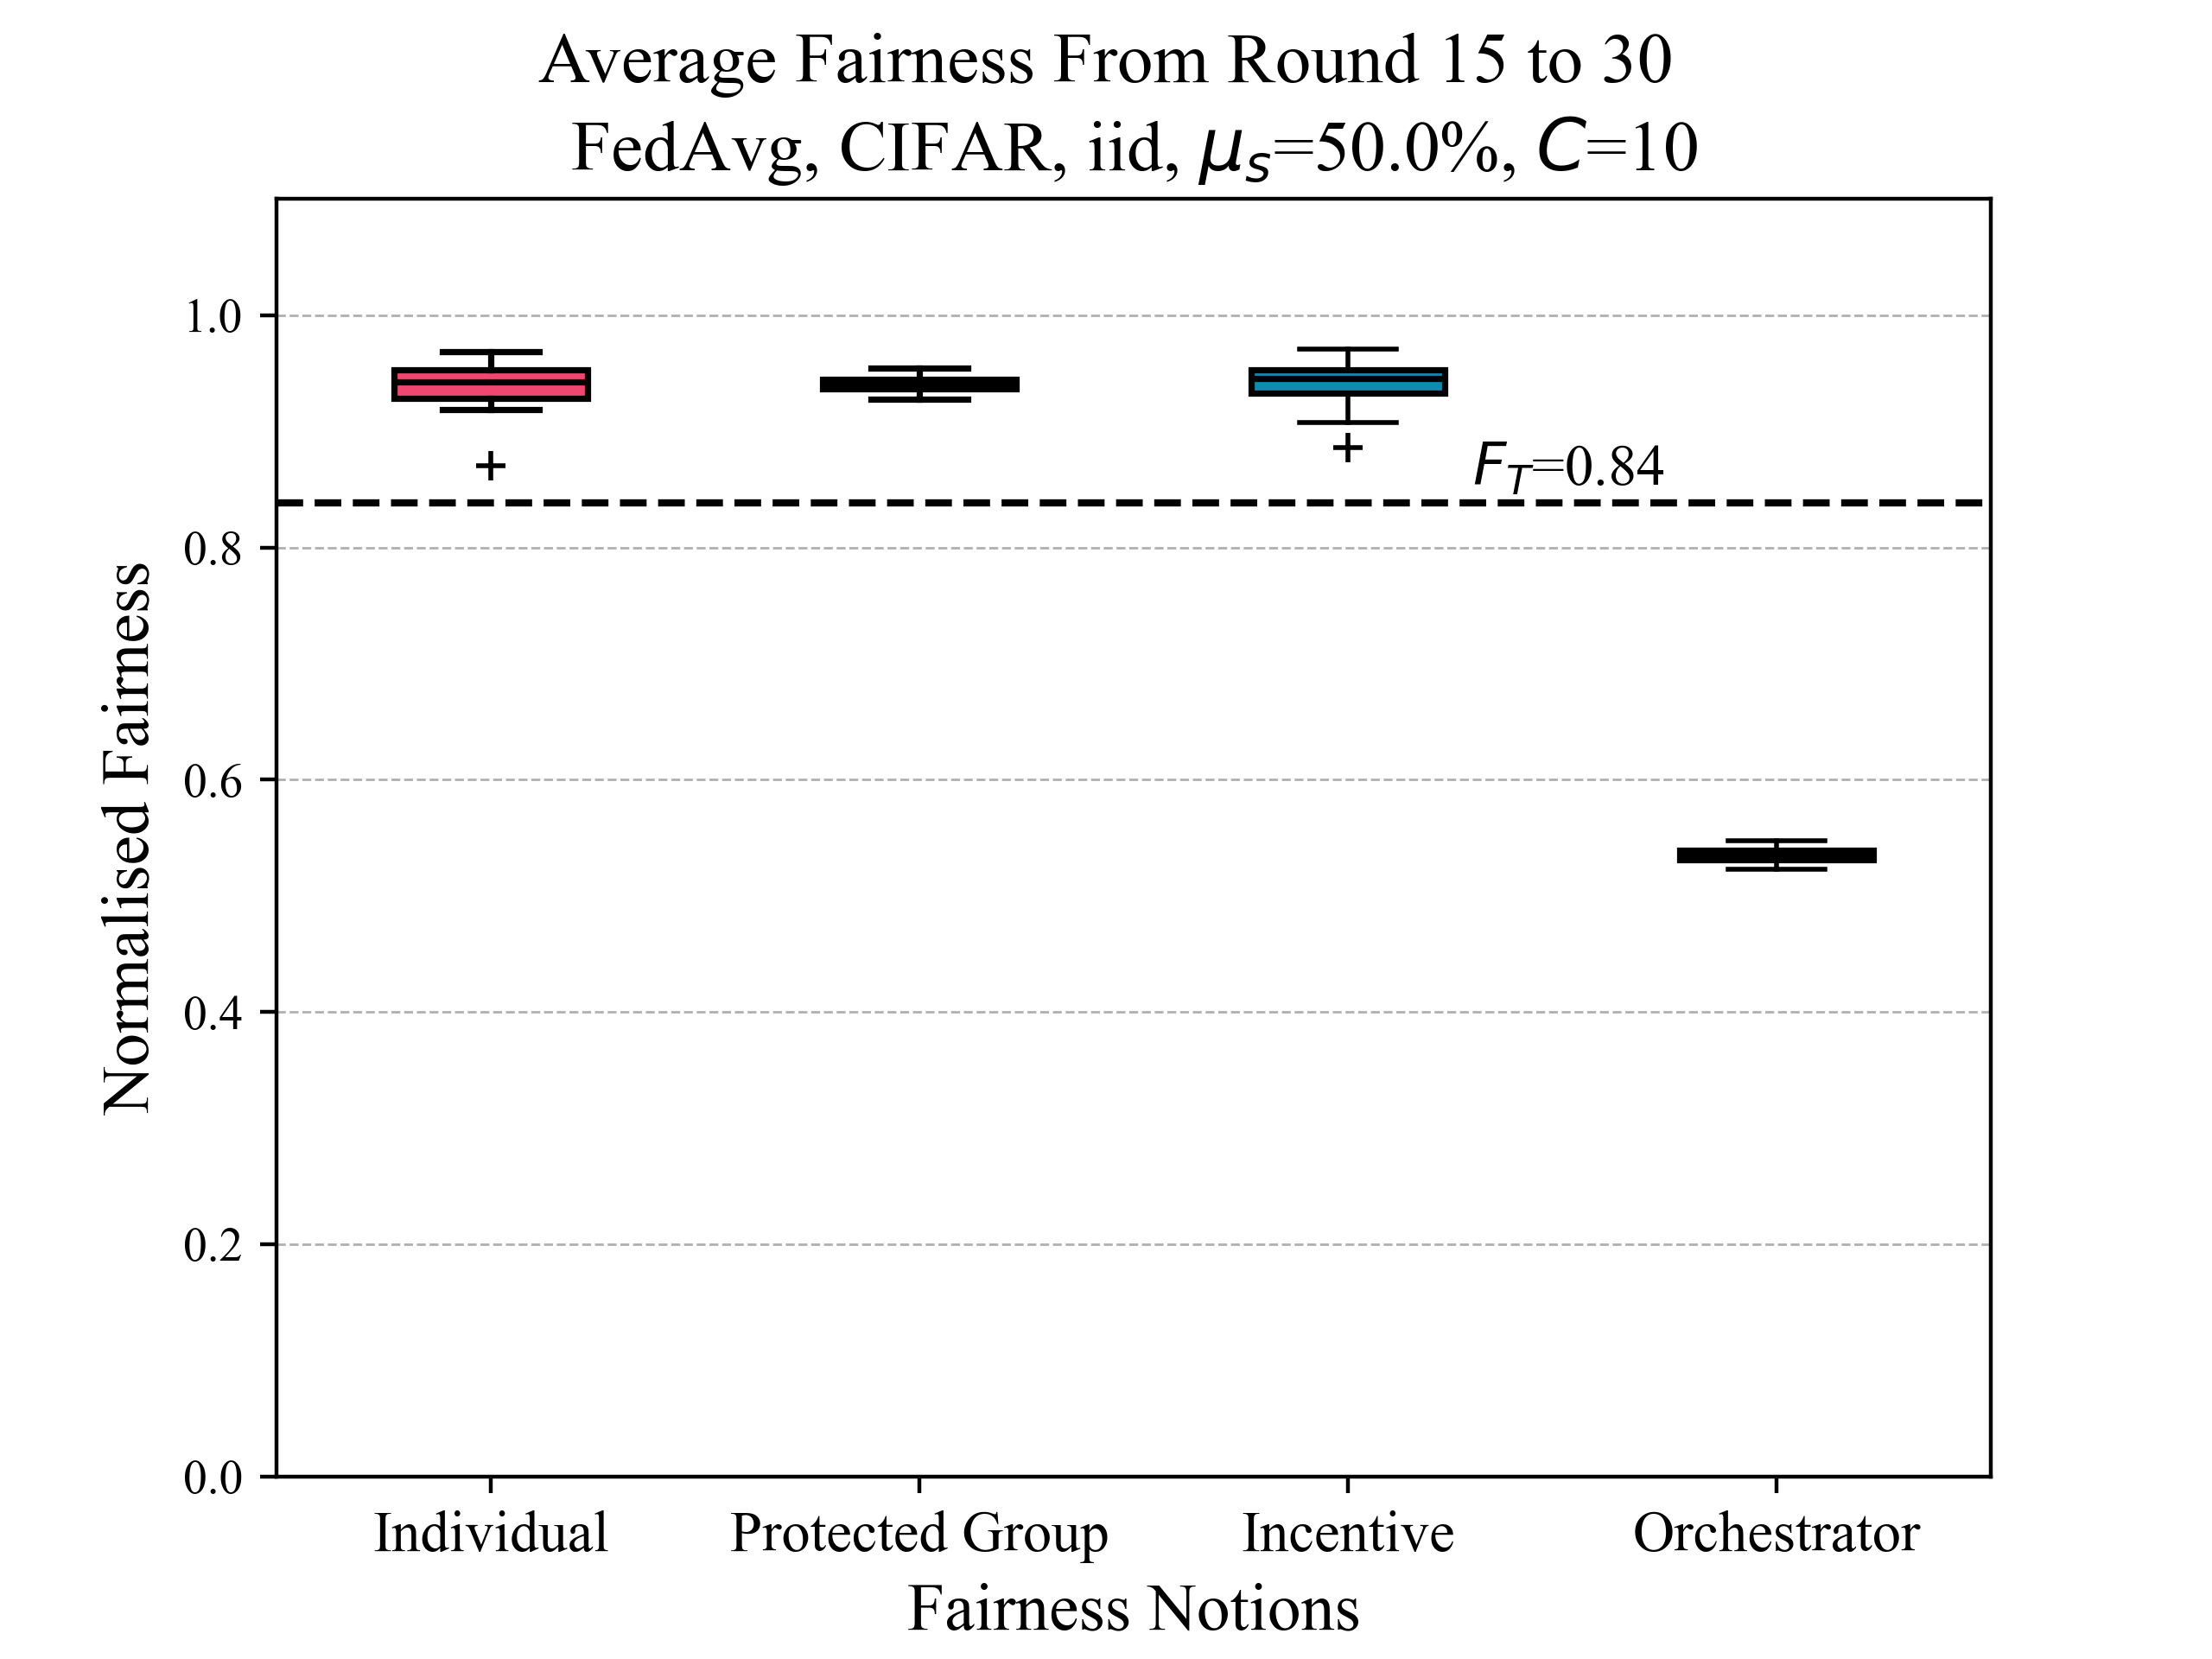 Average Fairness From Round 15 to 30
FedAvg, CIFAR, iid, μₛ=50.0%, C=10
Normalised Fairness
1.0
0.8
0.6
0.4
0.2
0.0
F_T=0.84
Individual
Protected Group
Incentive
Orchestrator
Fairness Notions